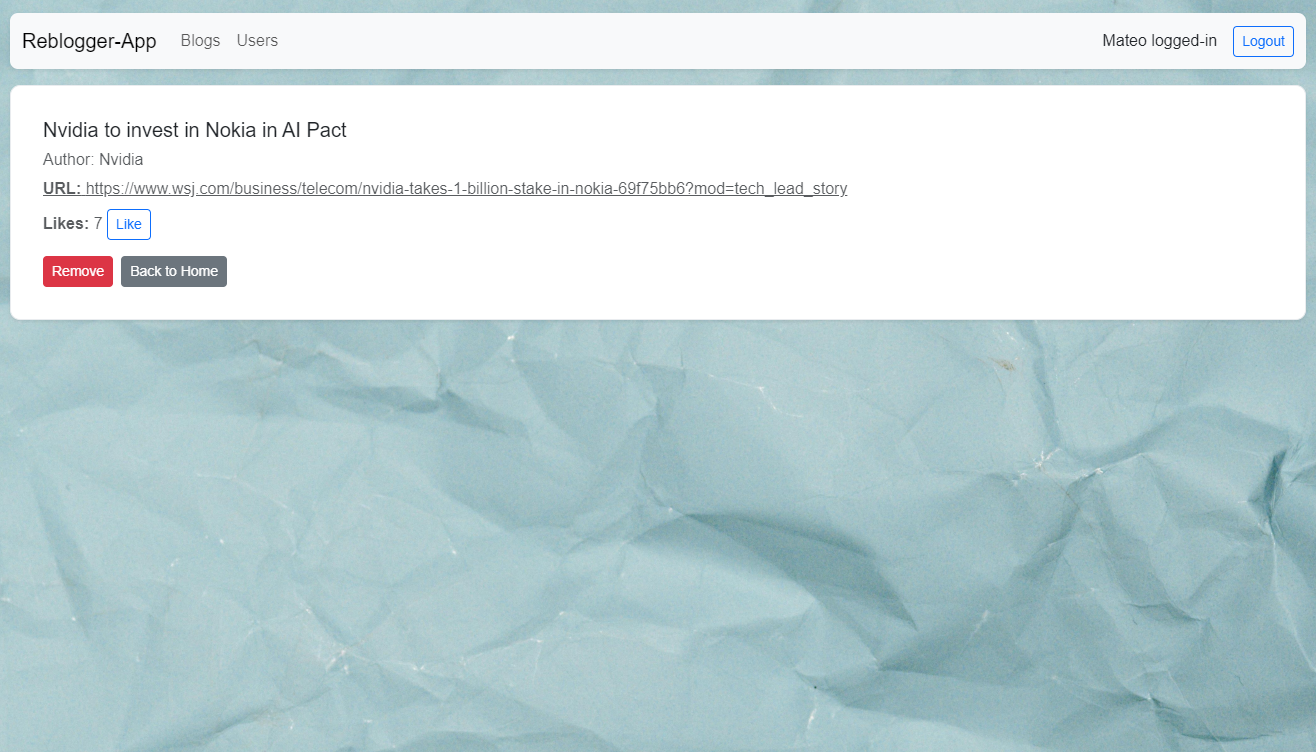 Reblogger-App Blogs Users Mateo logged-in Logout
Nvidia to invest in Nokia in AI Pact
Author: Nvidia
URL: https://www.wsj.com/business/telecom/nvidia-takes-1-billion-stake-in-nokia-69f75bb6?mod=tech_lead_story
Likes: 7 Like
Remove Back to Home